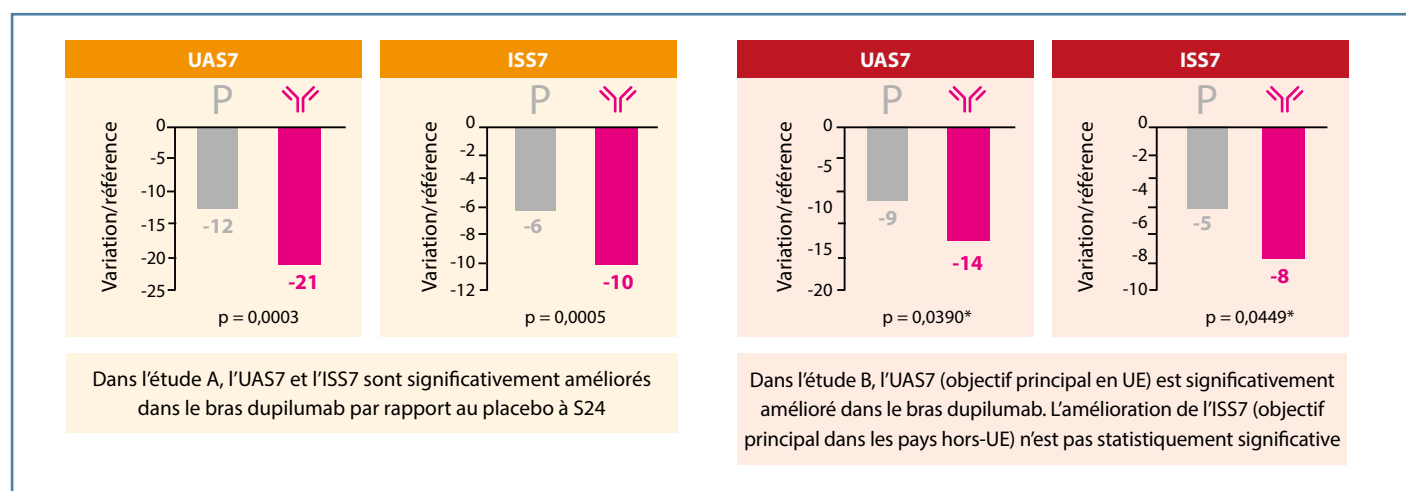 UAS7
P
Variation/référence
0
-5
-10
-15
-20
-25
-12
-21
p = 0,0003
ISS7
P
Variation/référence
0
-2
-4
-6
-8
-10
-12
-6
-10
p = 0,0005
Dans l'étude A, l'UAS7 et l'ISS7 sont significativement améliorés
dans le bras dupilumab par rapport au placebo à S24
UAS7
P
Variation/référence
0
-5
-10
-15
-20
-9
-14
p = 0,0390*
ISS7
P
Variation/référence
0
-2
-4
-6
-8
-10
-5
-8
p = 0,0449*
Dans l'étude B, l'UAS7 (objectif principal en UE) est significativement
amélioré dans le bras dupilumab. L'amélioration de l'ISS7 (objectif
principal dans les pays hors-UE) n'est pas statistiquement significative